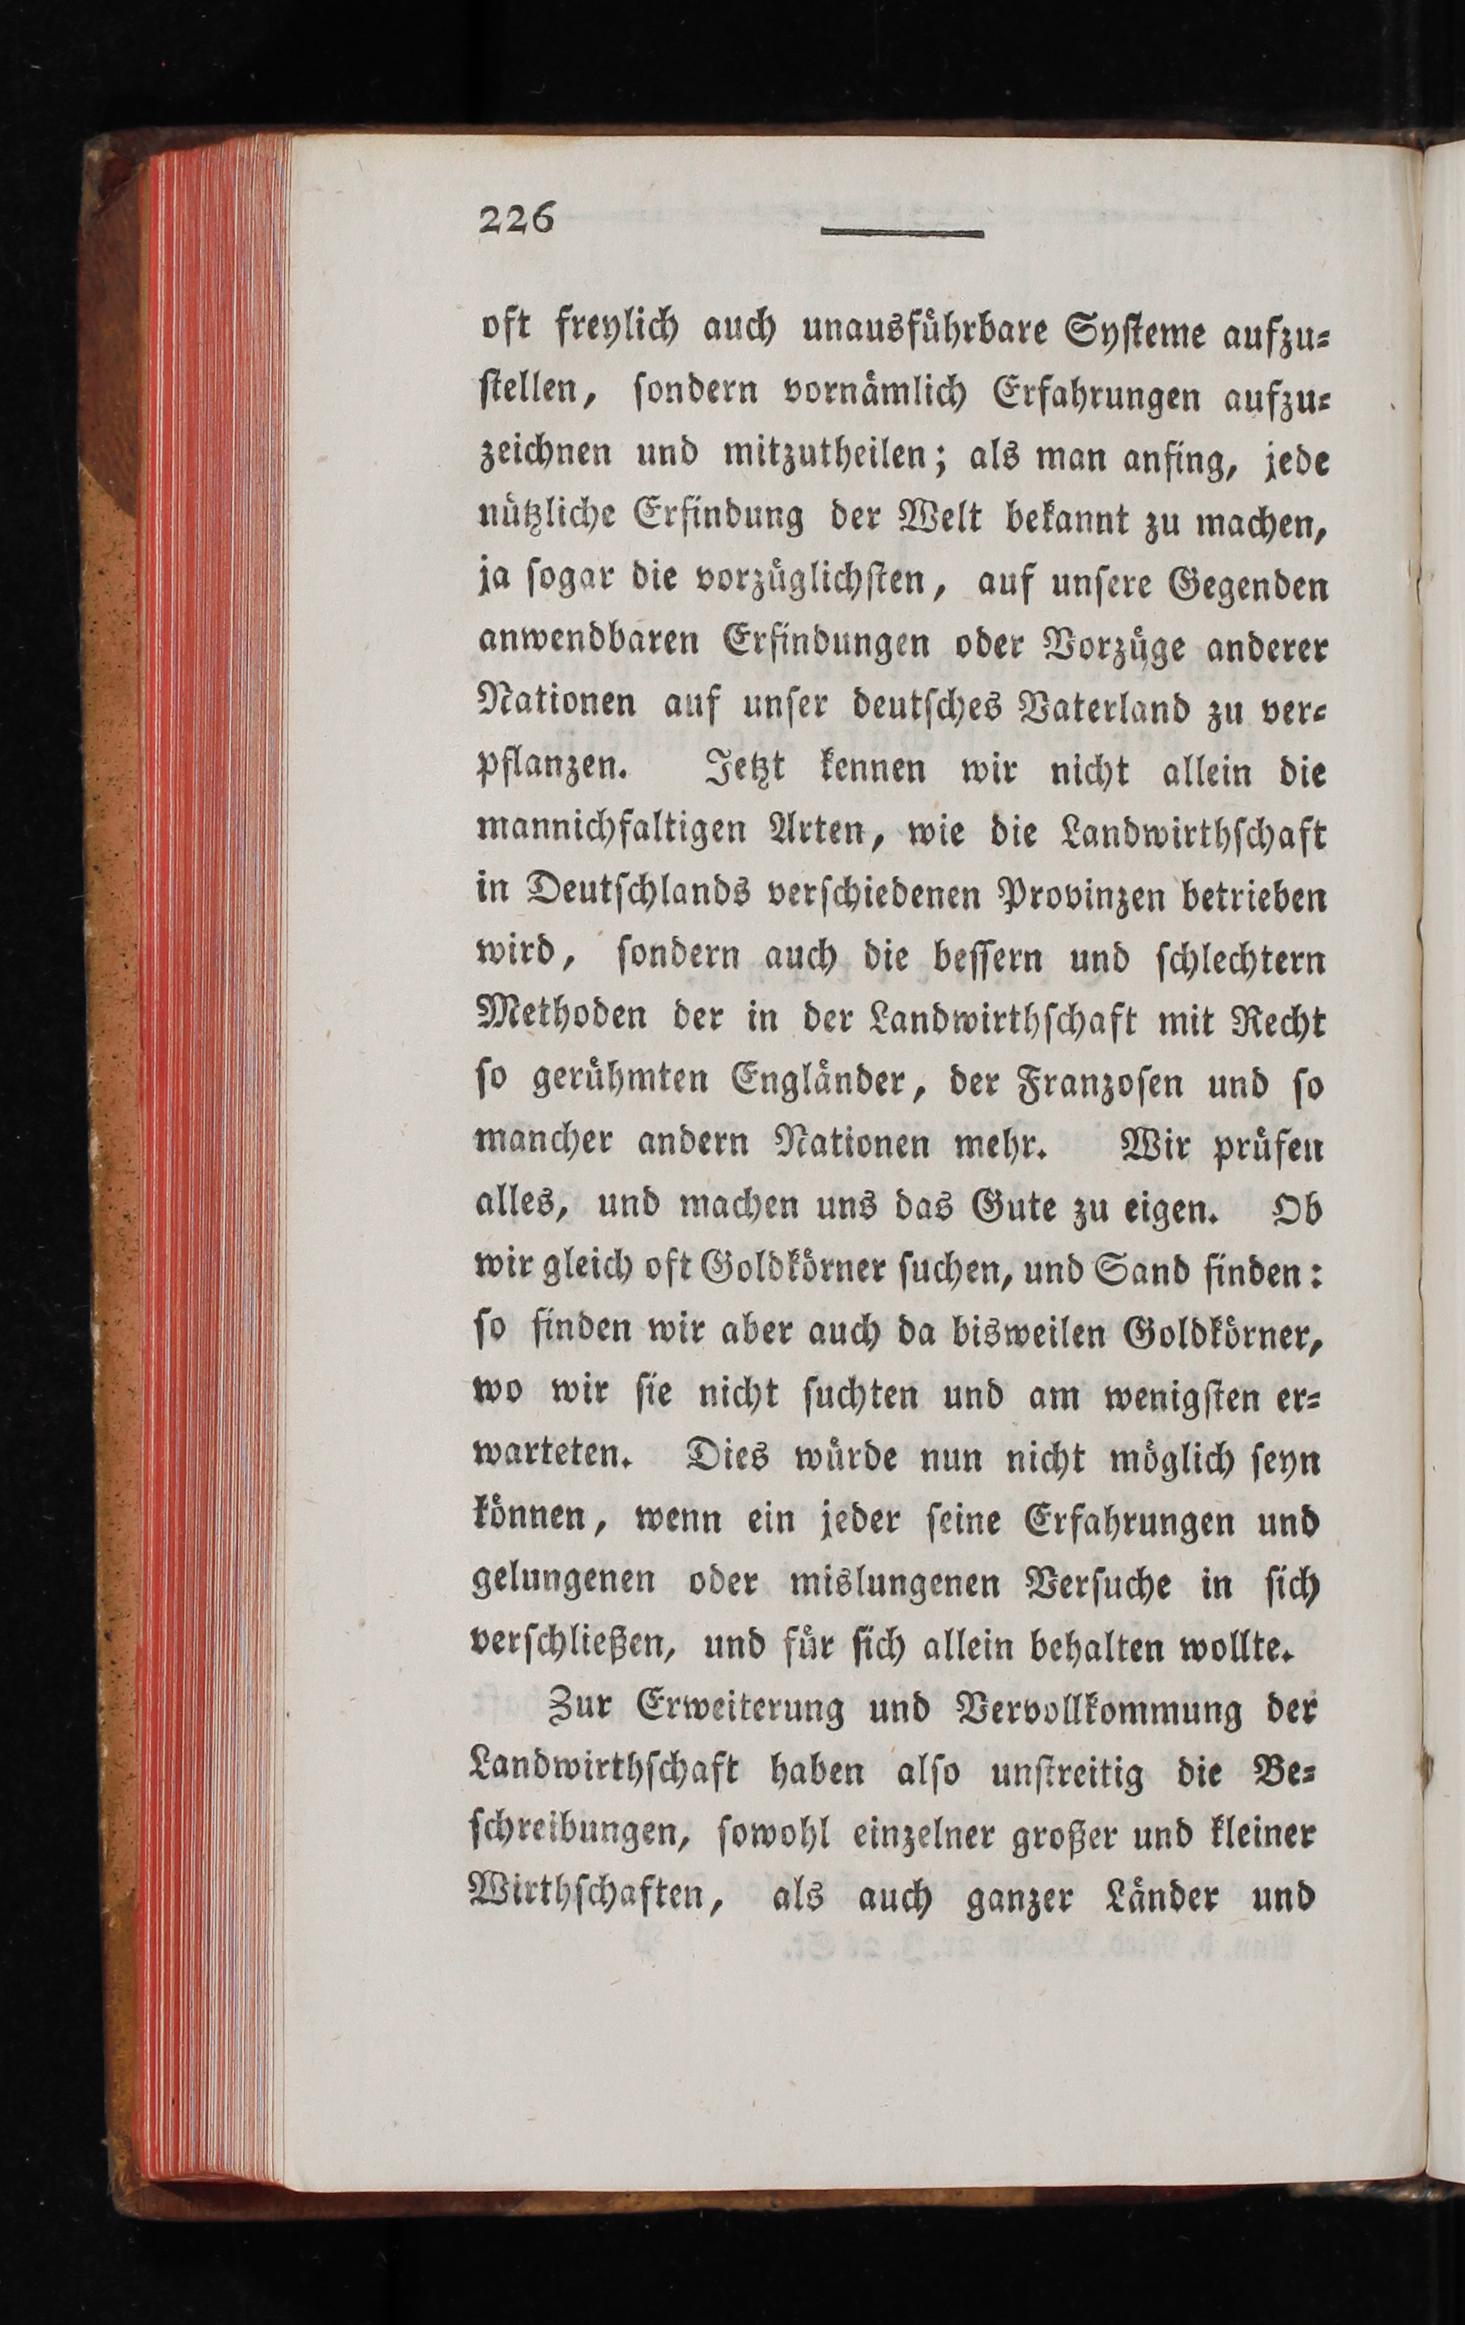 226
oft freylich auch unausführbare Systeme aufzu-
stellen, sondern vornämlich Erfahrungen aufzu-
zeichnen und mitzutheilen; als man anfing, jede
nützliche Erfindung der Welt bekannt zu machen,
ja sogar die vorzüglichsten, auf unsere Gegenden
anwendbaren Erfindungen oder Vorzüge anderer
Nationen auf unser deutsches Vaterland zu ver-
pflanzen. Jetzt kennen wir nicht allein die
mannichfaltigen Arten, wie die Landwirthschaft
in Deutschlands verschiedenen Provinzen betrieben
wird, sondern auch die bessern und schlechtern
Methoden der in der Landwirthschaft mit Recht
so gerühmten Engländer, der Franzosen und so
mancher andern Nationen mehr. Wir prüfen
alles, und machen uns das Gute zu eigen. Ob
wir gleich oft Goldkörner suchen, und Sand finden:
so finden wir aber auch da bisweilen Goldkörner,
wo wir sie nicht suchten und am wenigsten er-
warteten. Dies würde nun nicht möglich seyn
können, wenn ein jeder seine Erfahrungen und
gelungenen oder mislungenen Versuche in sich
verschließen, und für sich allein behalten wollte.
Zur Erweiterung und Vervollkommung der
Landwirthschaft haben also unstreitig die Be-
schreibungen, sowohl einzelner großer und kleiner
Wirthschaften, als auch ganzer Länder und